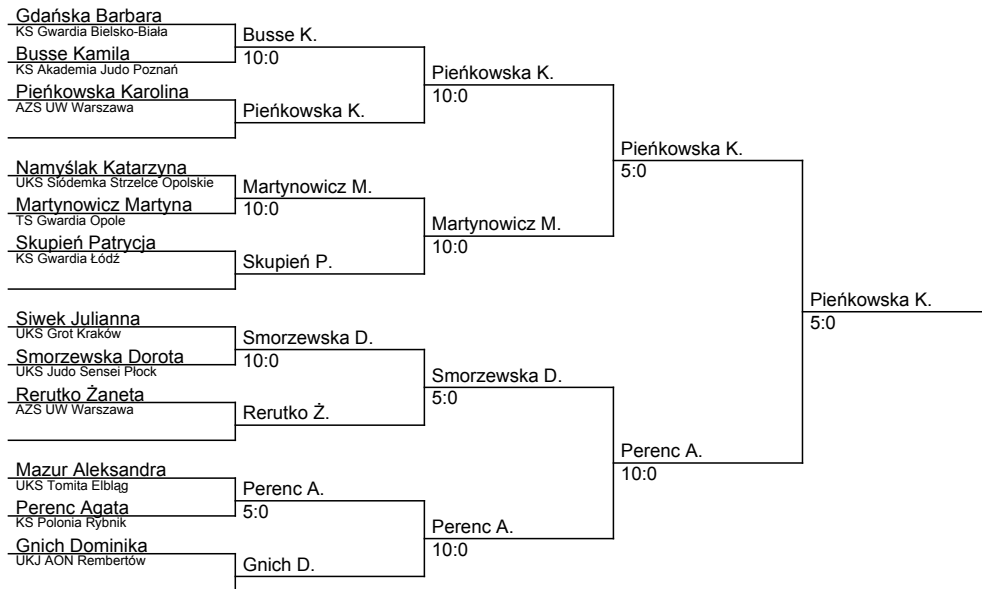 Gdańska Barbara
KS Gwardia Bielsko-Biała
Busse Kamila
KS Akademia Judo Poznań
Pieńkowska Karolina
AZS UW Warszawa
Namyślak Katarzyna
UKS Siódemka Strzelce Opolskie
Martynowicz Martyna
TS Gwardia Opole
Skupień Patrycja
KS Gwardia Łódź
Siwek Julianna
UKS Grot Kraków
Smorzewska Dorota
UKS Judo Sensei Płock
Rerutko Żaneta
AZS UW Warszawa
Mazur Aleksandra
UKS Tomita Elbląg
Perenc Agata
KS Polonia Rybnik
Gnich Dominika
UKJ AON Rembertów
Busse K.
10:0
Pieńkowska K.
Martynowicz M.
10:0
Skupień P.
Smorzewska D.
10:0
Rerutko Ż.
Perenc A.
5:0
Gnich D.
Pieńkowska K.
10:0
Martynowicz M.
10:0
Smorzewska D.
5:0
Perenc A.
10:0
Pieńkowska K.
5:0
Perenc A.
10:0
Pieńkowska K.
5:0